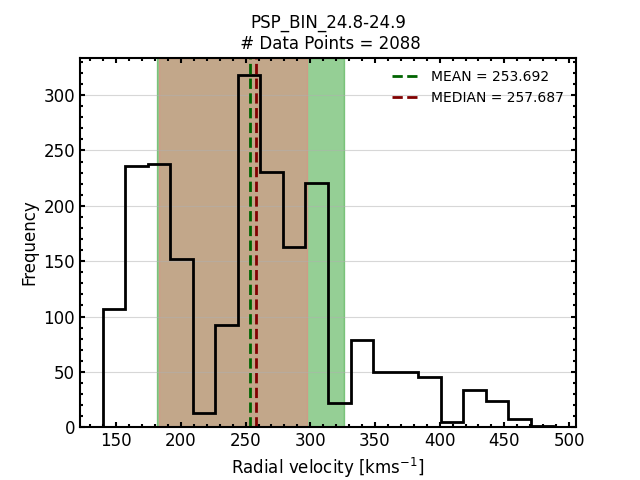 PSP_BIN_24.8-24.9
# Data Points = 2088
MEAN = 253.692
MEDIAN = 257.687
300
250
200
150
100
50
0
Frequency
150 200 250 300 350 400 450 500
Radial velocity [kms⁻¹]